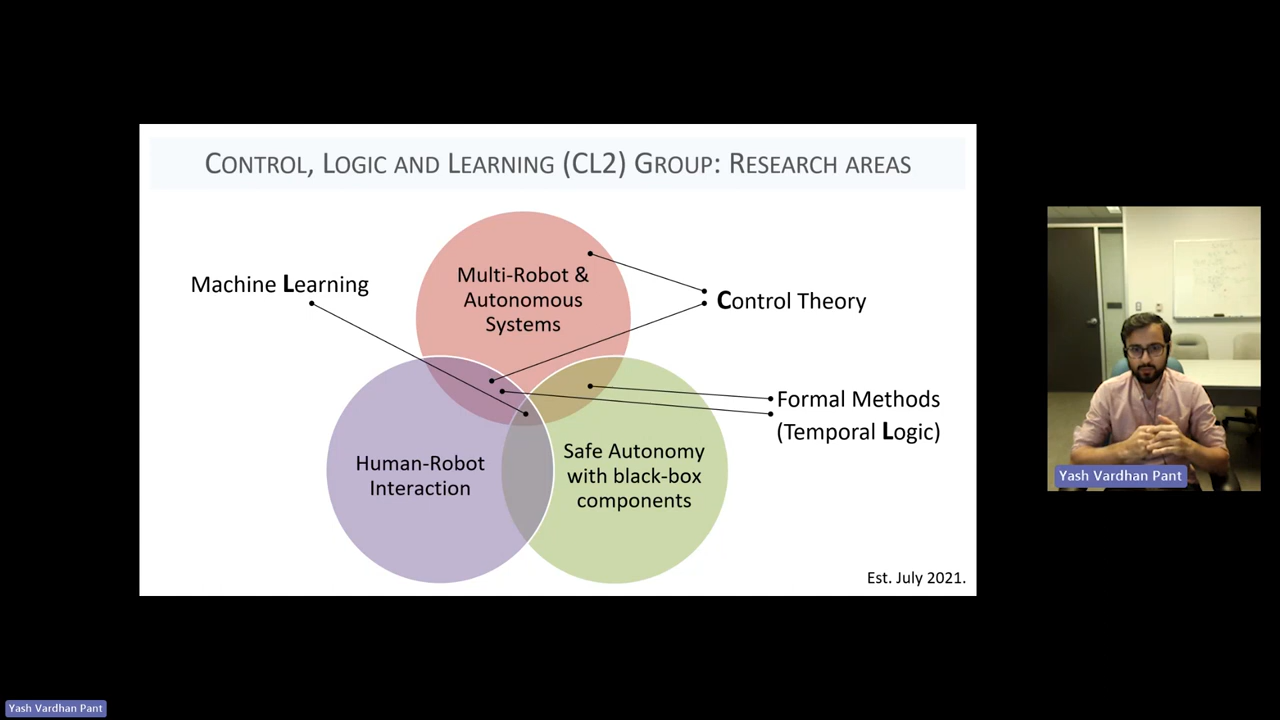 CONTROL, LOGIC AND LEARNING (CL2) GROUP: RESEARCH AREAS
Machine Learning
Multi-Robot &
Autonomous
Systems
Control Theory
Formal Methods
(Temporal Logic)
Human-Robot
Interaction
Safe Autonomy
with black-box
components
Est. July 2021.
Yash Vardhan Pant
Yash Vardhan Pant